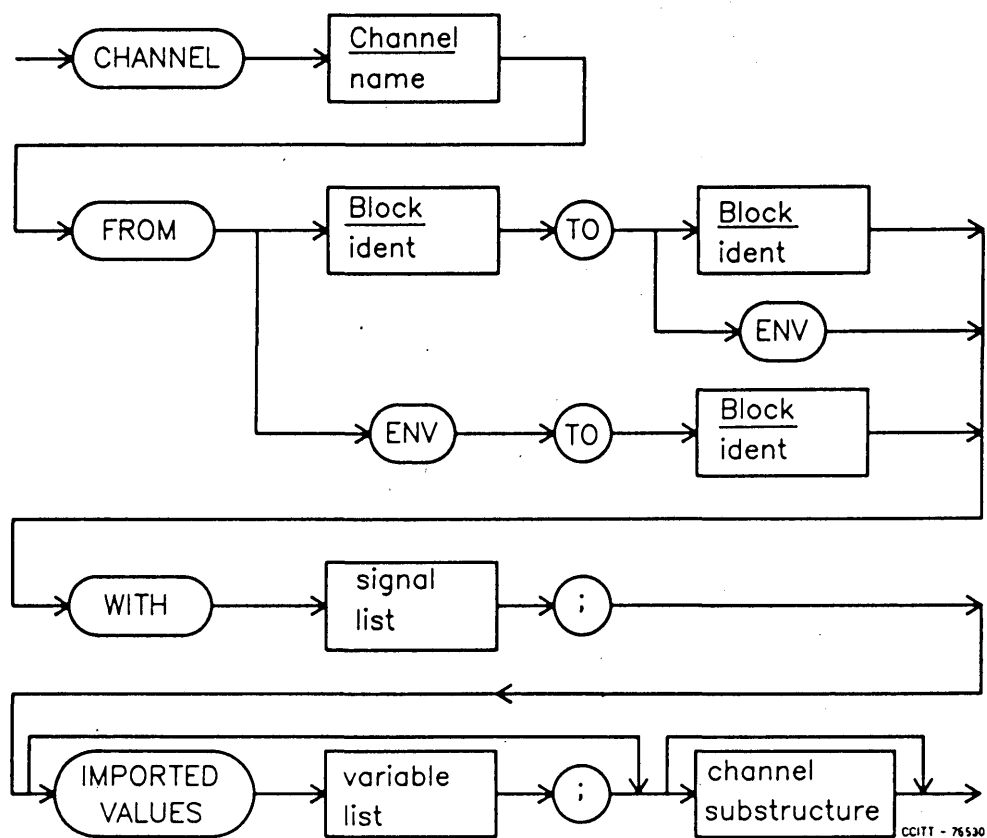 CHANNEL
Channel
name
FROM
Block
ident
TO
Block
ident
ENV
ENV
TO
Block
ident
WITH
signal
list
;
IMPORTED
VALUES
variable
list
;
channel
substructure
CCITT - 76530